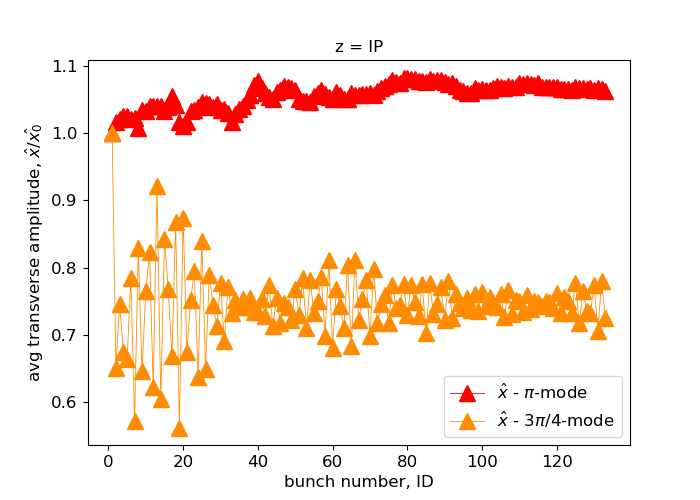 z = IP
avg transverse amplitude, x̂/x̂₀
1.1
1.0
0.9
0.8
0.7
0.6
0
20
40
60
80
100
120
bunch number, ID
x̂ - π-mode
x̂ - 3π/4-mode